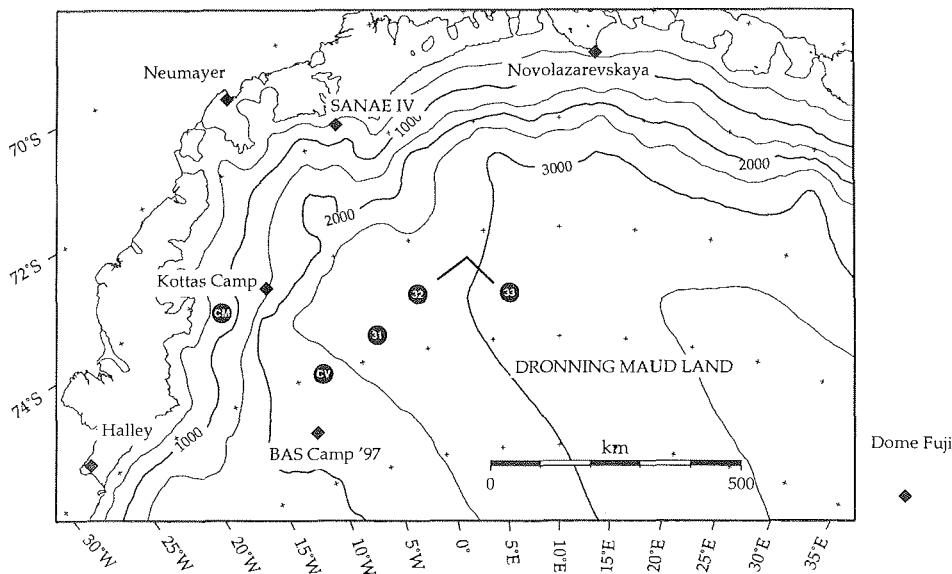 Neumayer
SANAE IV
Novolazarevskaya
1000
2000
3000
2000
70°S
72°S
74°S
Kottas Camp
CM
32
33
31
CV
DRONNING MAUD LAND
Halley
1000
BAS Camp '97
km
0
500
Dome Fuji
30°W
25°W
20°W
15°W
10°W
5°W
0°
5°E
10°E
15°E
20°E
25°E
30°E
35°E